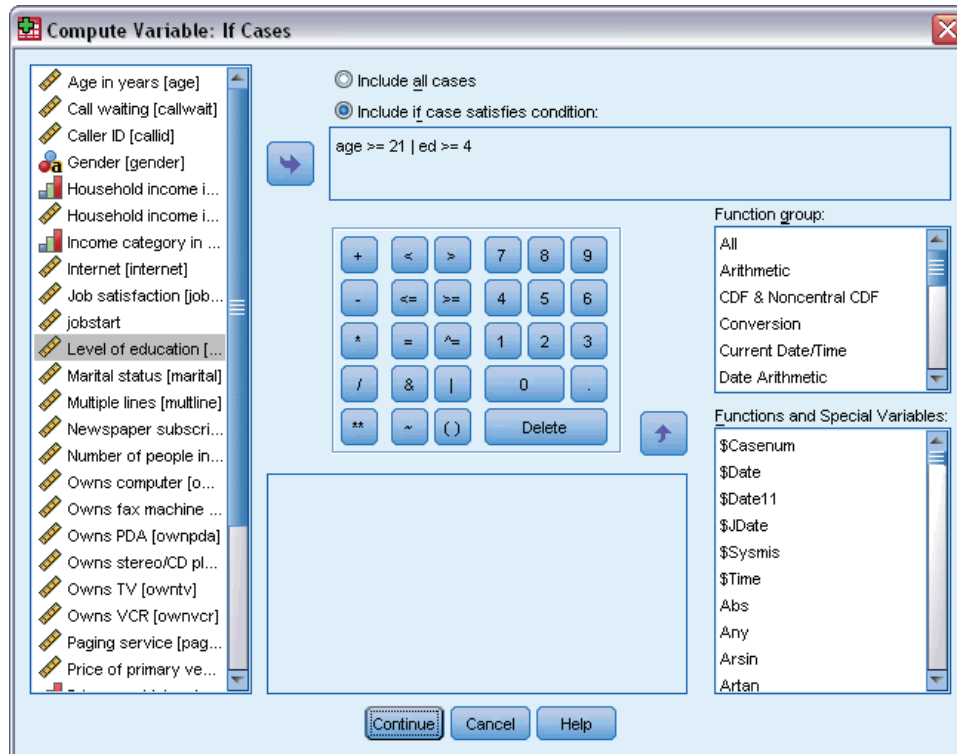 Compute Variable: If Cases
Age in years [age]
Call waiting [callwait]
Caller ID [callid]
Gender [gender]
Household income i...
Household income i...
Income category in ...
Internet [internet]
Job satisfaction [job...
jobstart
Level of education [...
Marital status [marital]
Multiple lines [multline]
Newspaper subscri...
Number of people in...
Owns computer [o...
Owns fax machine ...
Owns PDA [ownpda]
Owns stereo/CD pl...
Owns TV [owntv]
Owns VCR [ownvcr]
Paging service [pag...
Price of primary ve...
Include all cases
Include if case satisfies condition:
age >= 21 | ed >= 4
+ < > 7 8 9
- <= >= 4 5 6
* = ^= 1 2 3
/ & | 0 .
** ~ ( ) Delete
Function group:
All
Arithmetic
CDF & Noncentral CDF
Conversion
Current Date/Time
Date Arithmetic
Functions and Special Variables:
$Casenum
$Date
$Date11
$JDate
$Sysmis
$Time
Abs
Any
Arsin
Artan
Continue Cancel Help